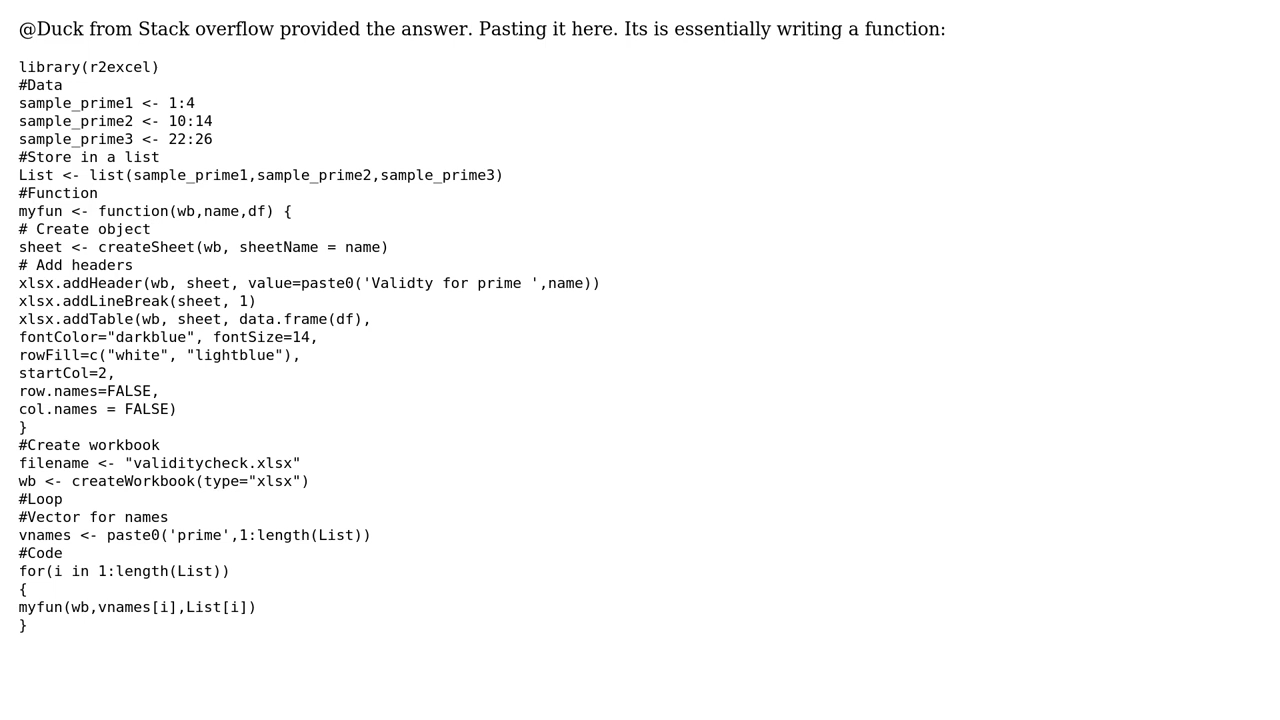 @Duck from Stack overflow provided the answer. Pasting it here. Its is essentially writing a function:
library(r2excel)
#Data
sample_prime1 <- 1:4
sample_prime2 <- 10:14
sample_prime3 <- 22:26
#Store in a list
List <- list(sample_prime1,sample_prime2,sample_prime3)
#Function
myfun <- function(wb,name,df) {
# Create object
sheet <- createSheet(wb, sheetName = name)
# Add headers
xlsx.addHeader(wb, sheet, value=paste0('Validty for prime ',name))
xlsx.addLineBreak(sheet, 1)
xlsx.addTable(wb, sheet, data.frame(df),
fontColor="darkblue", fontSize=14,
rowFill=c("white", "lightblue"),
startCol=2,
row.names=FALSE,
col.names = FALSE)
}
#Create workbook
filename <- "validitycheck.xlsx"
wb <- createWorkbook(type="xlsx")
#Loop
#Vector for names
vnames <- paste0('prime',1:length(List))
#Code
for(i in 1:length(List))
{
myfun(wb,vnames[i],List[i])
}